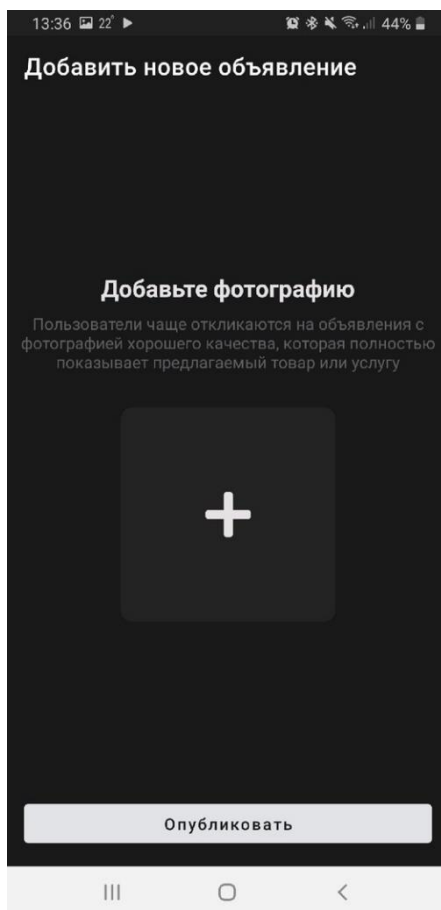 13:36 22° 44%
Добавить новое объявление
Добавьте фотографию
Пользователи чаще откликаются на объявления с
фотографией хорошего качества, которая полностью
показывает предлагаемый товар или услугу
Опубликовать